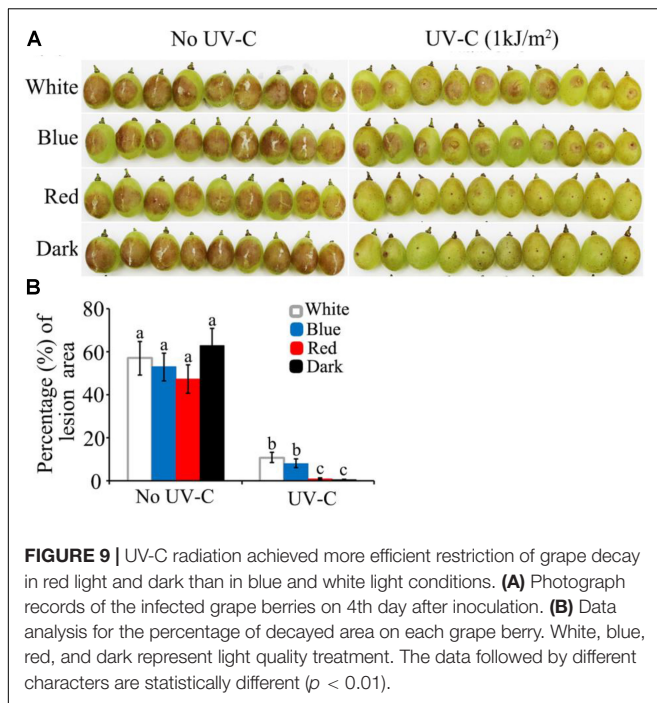 A
No UV-C UV-C (1kJ/m²)
White
Blue
Red
Dark
B
80
60
40
20
0
Percentage (%) of
lesion area
a a a a
b b c c
White
Blue
Red
Dark
No UV-C UV-C
FIGURE 9 | UV-C radiation achieved more efficient restriction of grape decay
in red light and dark than in blue and white light conditions. (A) Photograph
records of the infected grape berries on 4th day after inoculation. (B) Data
analysis for the percentage of decayed area on each grape berry. White, blue,
red, and dark represent light quality treatment. The data followed by different
characters are statistically different (p < 0.01).